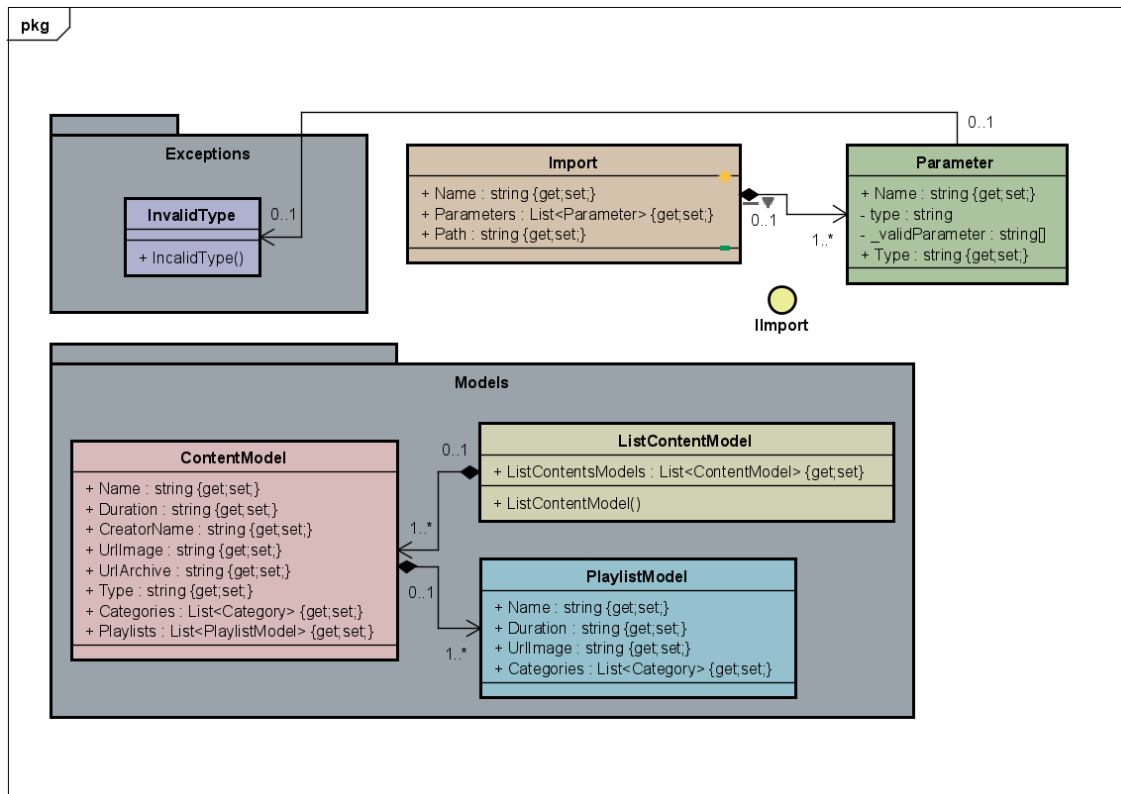 pkg
0..1
Exceptions
InvalidType
+ IncalidType()
0..1
Import
+ Name : string {get;set;}
+ Parameters : List<Parameter> {get;set;}
+ Path : string {get;set;}
0..1
1..*
Parameter
+ Name : string {get;set;}
- type : string
- _validParameter : string[]
+ Type : string {get;set;}
IImport
Models
ContentModel
+ Name : string {get;set;}
+ Duration : string {get;set;}
+ CreatorName : string {get;set;}
+ UrlImage : string {get;set;}
+ UrlArchive : string {get;set;}
+ Type : string {get;set;}
+ Categories : List<Category> {get;set;}
+ Playlists : List<PlaylistModel> {get;set;}
0..1
1..*
ListContentModel
+ ListContentsModels : List<ContentModel> {get;set}
+ ListContentModel()
0..1
1..*
PlaylistModel
+ Name : string {get;set;}
+ Duration : string {get;set;}
+ UrlImage : string {get;set;}
+ Categories : List<Category> {get;set;}